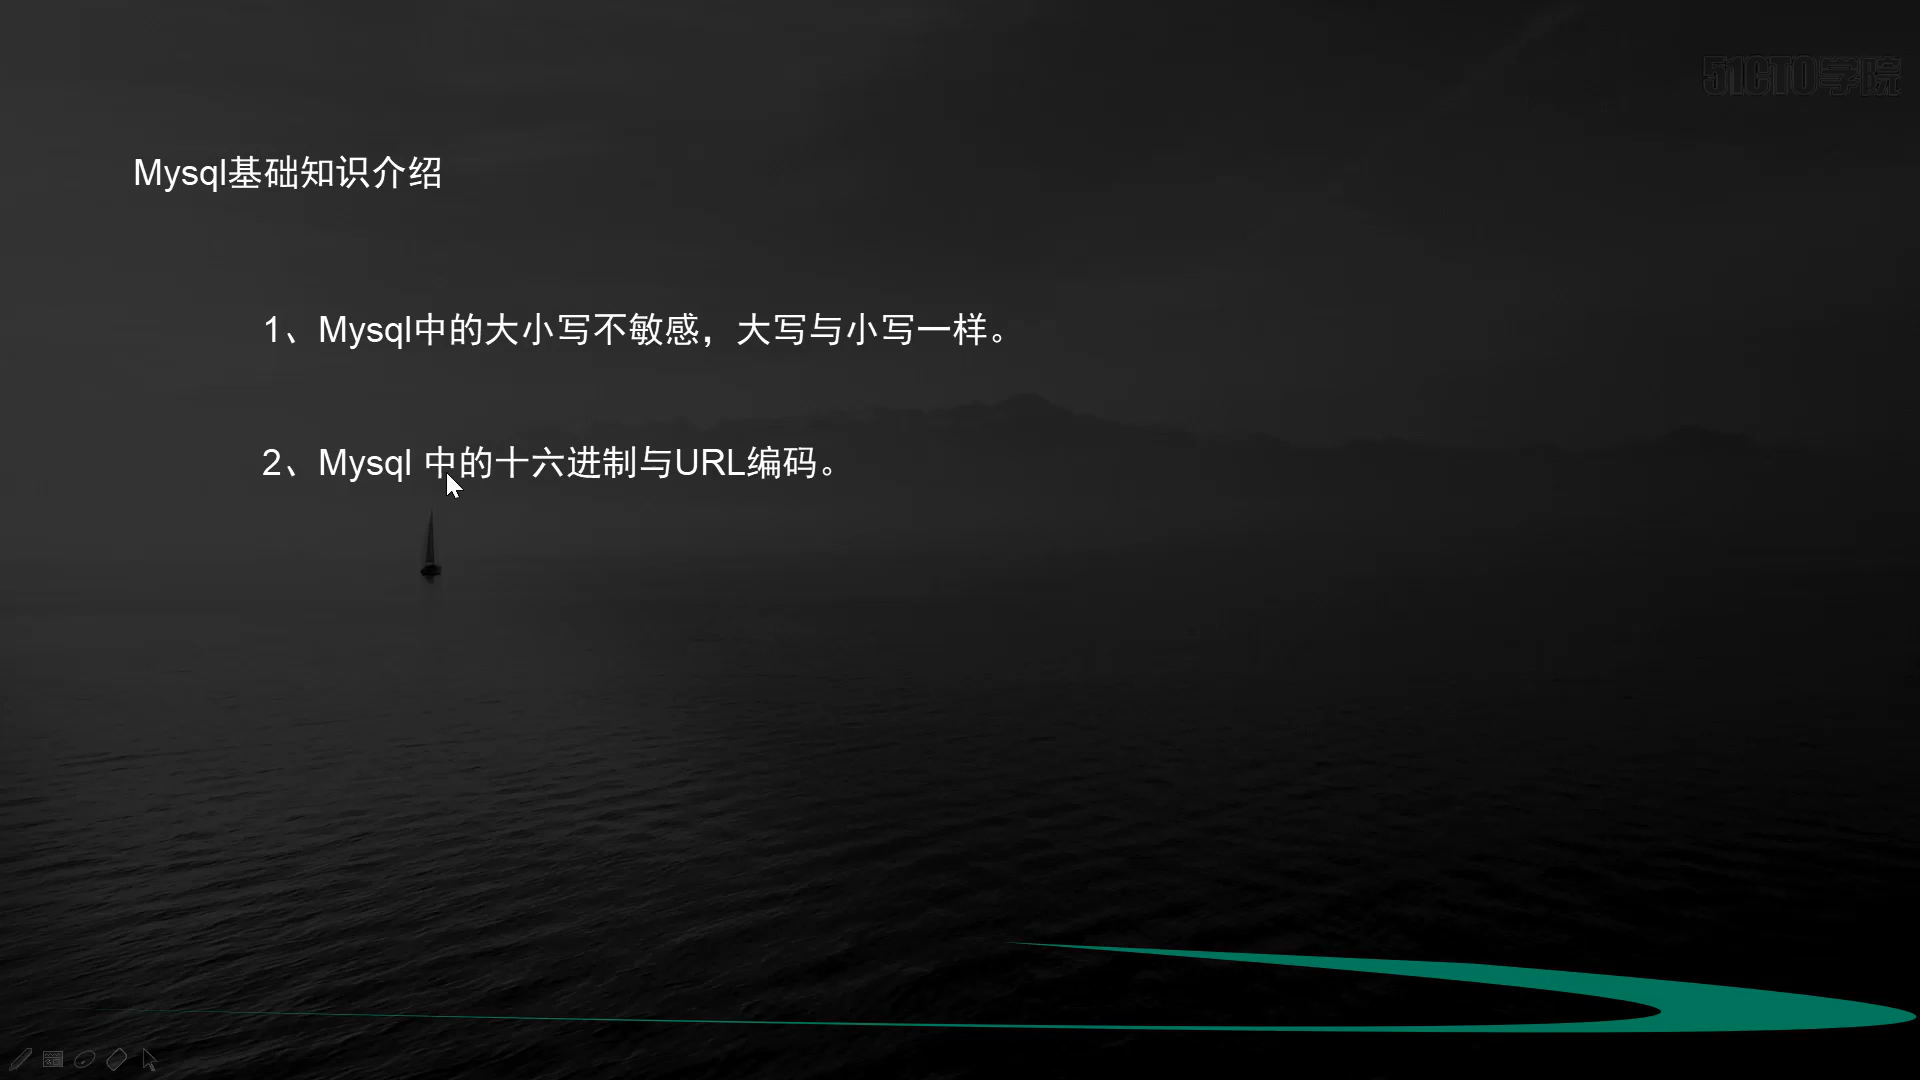 51CTO学院
Mysql基础知识介绍
1、Mysql中的大小写不敏感，大写与小写一样。
2、Mysql 中的十六进制与URL编码。